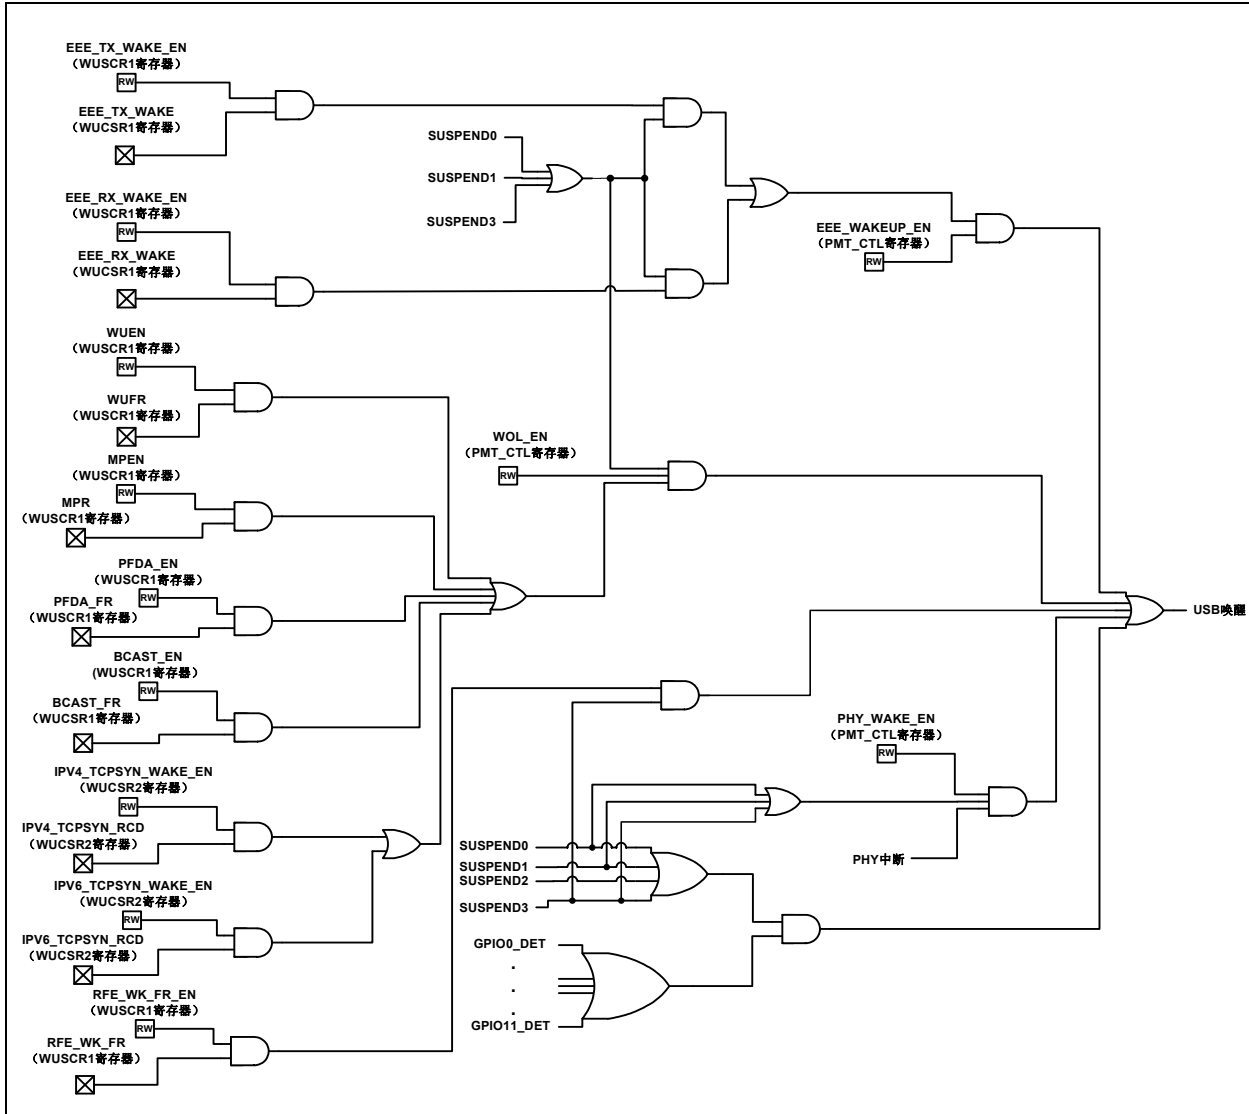 EEE_TX_WAKE_EN
（WUSCR1寄存器）
RW
EEE_TX_WAKE
（WUCSR1寄存器）
SUSPEND0
SUSPEND1
SUSPEND3
EEE_RX_WAKE_EN
（WUSCR1寄存器）
RW
EEE_RX_WAKE
（WUCSR1寄存器）
EEE_WAKEUP_EN
（PMT_CTL寄存器）
RW
WUEN
（WUSCR1寄存器）
RW
WUFR
（WUSCR1寄存器）
WOL_EN
（PMT_CTL寄存器）
RW
MPEN
（WUSCR1寄存器）
RW
MPR
（WUSCR1寄存器）
PFDA_EN
（WUSCR1寄存器）
RW
PFDA_FR
（WUSCR1寄存器）
USB唤醒
BCAST_EN
(WUSCR1寄存器）
RW
BCAST_FR
（WUCSR1寄存器）
PHY_WAKE_EN
（PMT_CTL寄存器）
RW
IPV4_TCPSYN_WAKE_EN
（WUCSR2寄存器）
RW
IPV4_TCPSYN_RCD
（WUCSR2寄存器）
SUSPEND0
SUSPEND1
SUSPEND2
SUSPEND3
PHY中断
IPV6_TCPSYN_WAKE_EN
（WUCSR2寄存器）
RW
IPV6_TCPSYN_RCD
（WUCSR2寄存器）
GPIO0_DET
.
.
.
GPIO11_DET
RFE_WK_FR_EN
（WUSCR1寄存器）
RW
RFE_WK_FR
（WUSCR1寄存器）